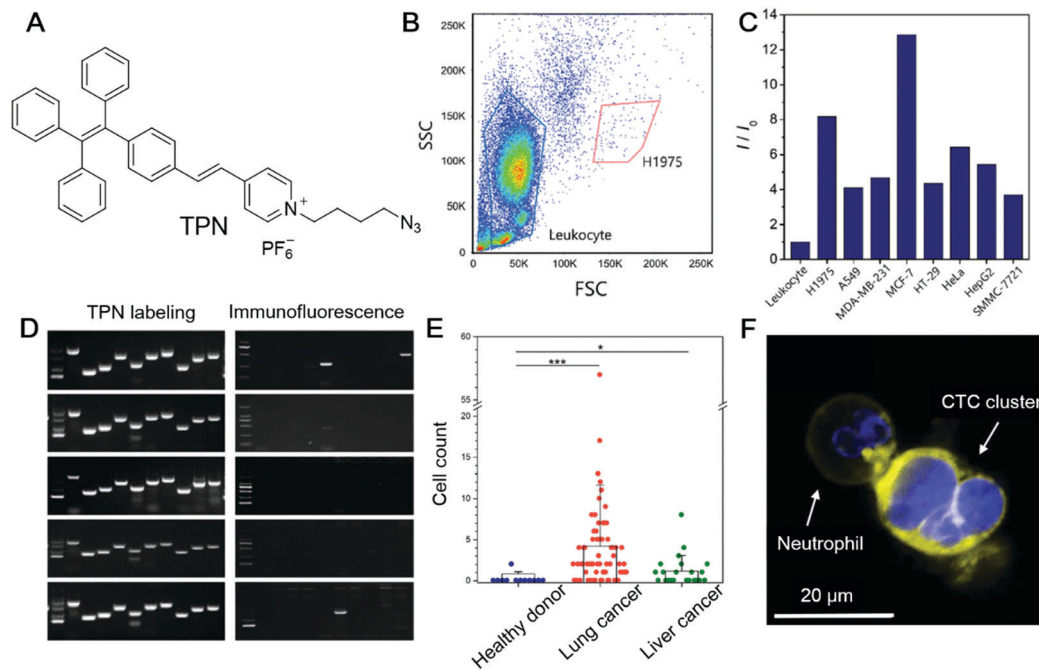 A
TPN
N
+
N3
PF6−
B
SSC
250K
200K
150K
100K
50K
0
H1975
Leukocyte
0 50K 100K 150K 200K 250K
FSC
C
I / I0
14
12
10
8
6
4
2
0
Leukocyte
H1975
A549
MDA-MB-231
MCF-7
HT-29
HeLa
HepG2
SMMC-7721
D
TPN labeling
Immunofluorescence
E
Cell count
60
55
20
15
10
5
0
***
*
Healthy donor
Lung cancer
Liver cancer
F
CTC cluster
Neutrophil
20 μm